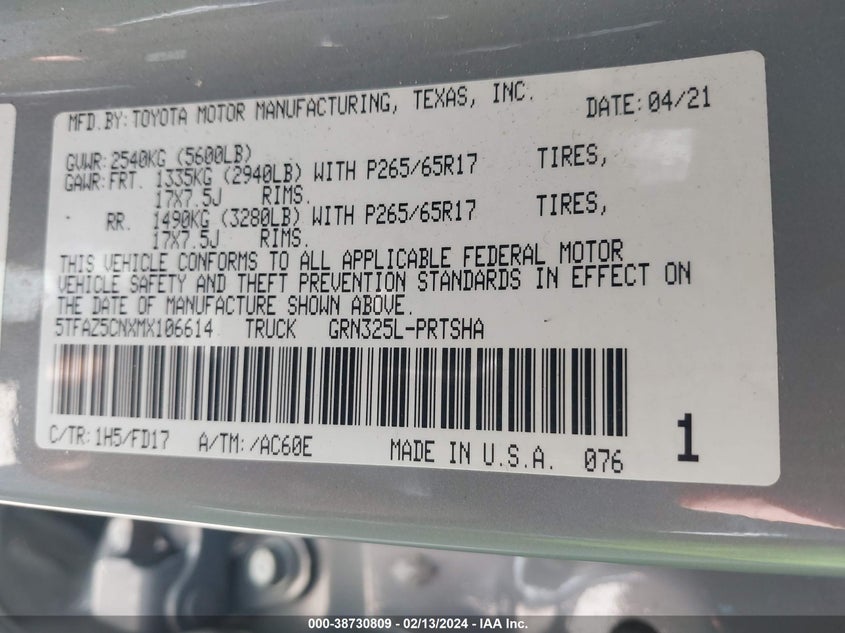 MFD.BY:TOYOTA MOTOR MANUFACTURING, TEXAS, INC. DATE:04/21
GVWR:2540KG (5600LB)
GAWR:FRT. 1335KG (2940LB) WITH P265/65R17 TIRES,
17X7.5J RIMS.
RR. 1490KG (3280LB) WITH P265/65R17 TIRES,
17X7.5J RIMS.
THIS VEHICLE CONFORMS TO ALL APPLICABLE FEDERAL MOTOR
VEHICLE SAFETY AND THEFT PREVENTION STANDARDS IN EFFECT ON
THE DATE OF MANUFACTURE SHOWN ABOVE.
5TFAZ5CNXMX106614 TRUCK GRN325L-PRTSHA
C/TR:1H5/FD17 A/TM:/AC60E MADE IN U.S.A. 076 1
000-38730809 - 02/13/2024 - IAA Inc.